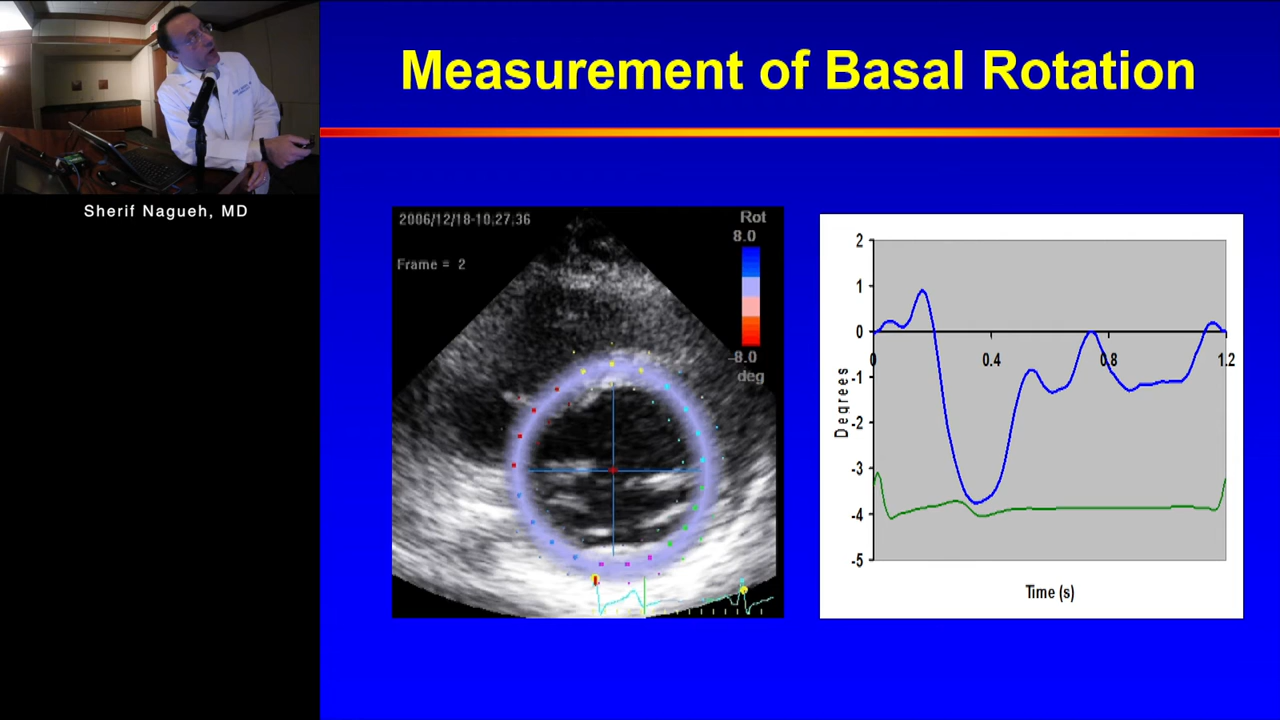 Measurement of Basal Rotation
Sherif Nagueh, MD
2006/12/18-10,27,36
Frame = 2
Rot
8.0
-8.0
deg
2
1
0
-1
-2
-3
-4
-5
0
0.4
0.8
1.2
Degrees
Time (s)